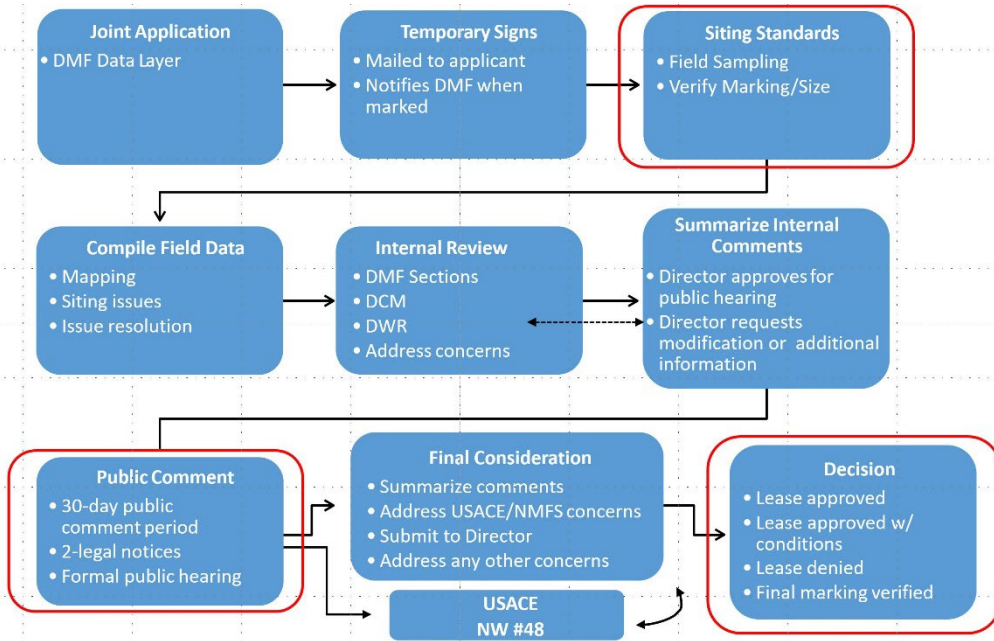 Joint Application
• DMF Data Layer
Temporary Signs
• Mailed to applicant
• Notifies DMF when
marked
Siting Standards
• Field Sampling
• Verify Marking/Size
Compile Field Data
• Mapping
• Siting issues
• Issue resolution
Internal Review
• DMF Sections
• DCM
• DWR
• Address concerns
Summarize Internal
Comments
• Director approves for
public hearing
• Director requests
modification or additional
information
Public Comment
• 30-day public
comment period
• 2-legal notices
• Formal public hearing
Final Consideration
• Summarize comments
• Address USACE/NMFS concerns
• Submit to Director
• Address any other concerns
USACE
NW #48
Decision
• Lease approved
• Lease approved w/
conditions
• Lease denied
• Final marking verified